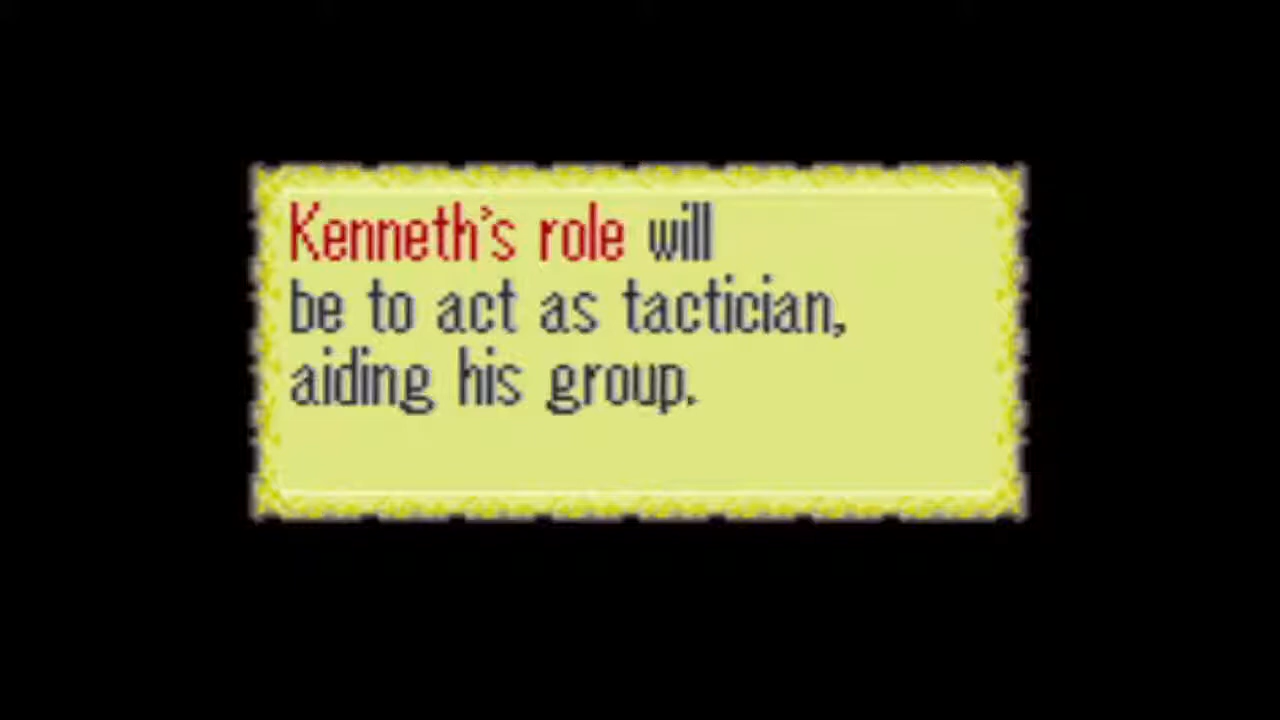 Kenneth's role will
be to act as tactician,
aiding his group.